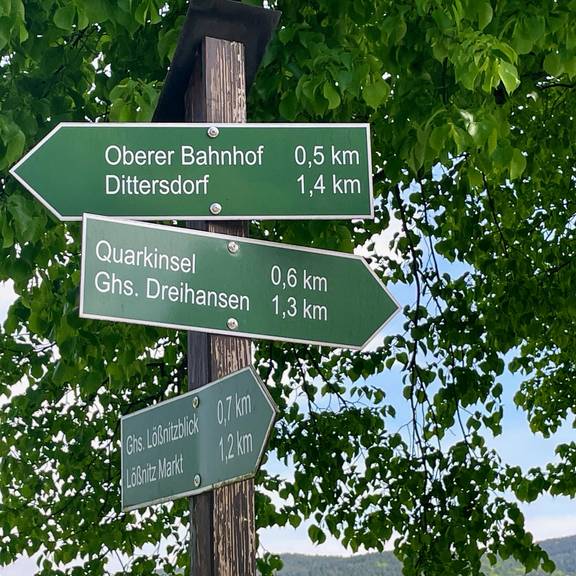 Oberer Bahnhof 0,5 km
Dittersdorf 1,4 km
Quarkinsel 0,6 km
Ghs. Dreihansen 1,3 km
Ghs. Lößnitzblick 0,7 km
Lößnitz Markt 1,2 km